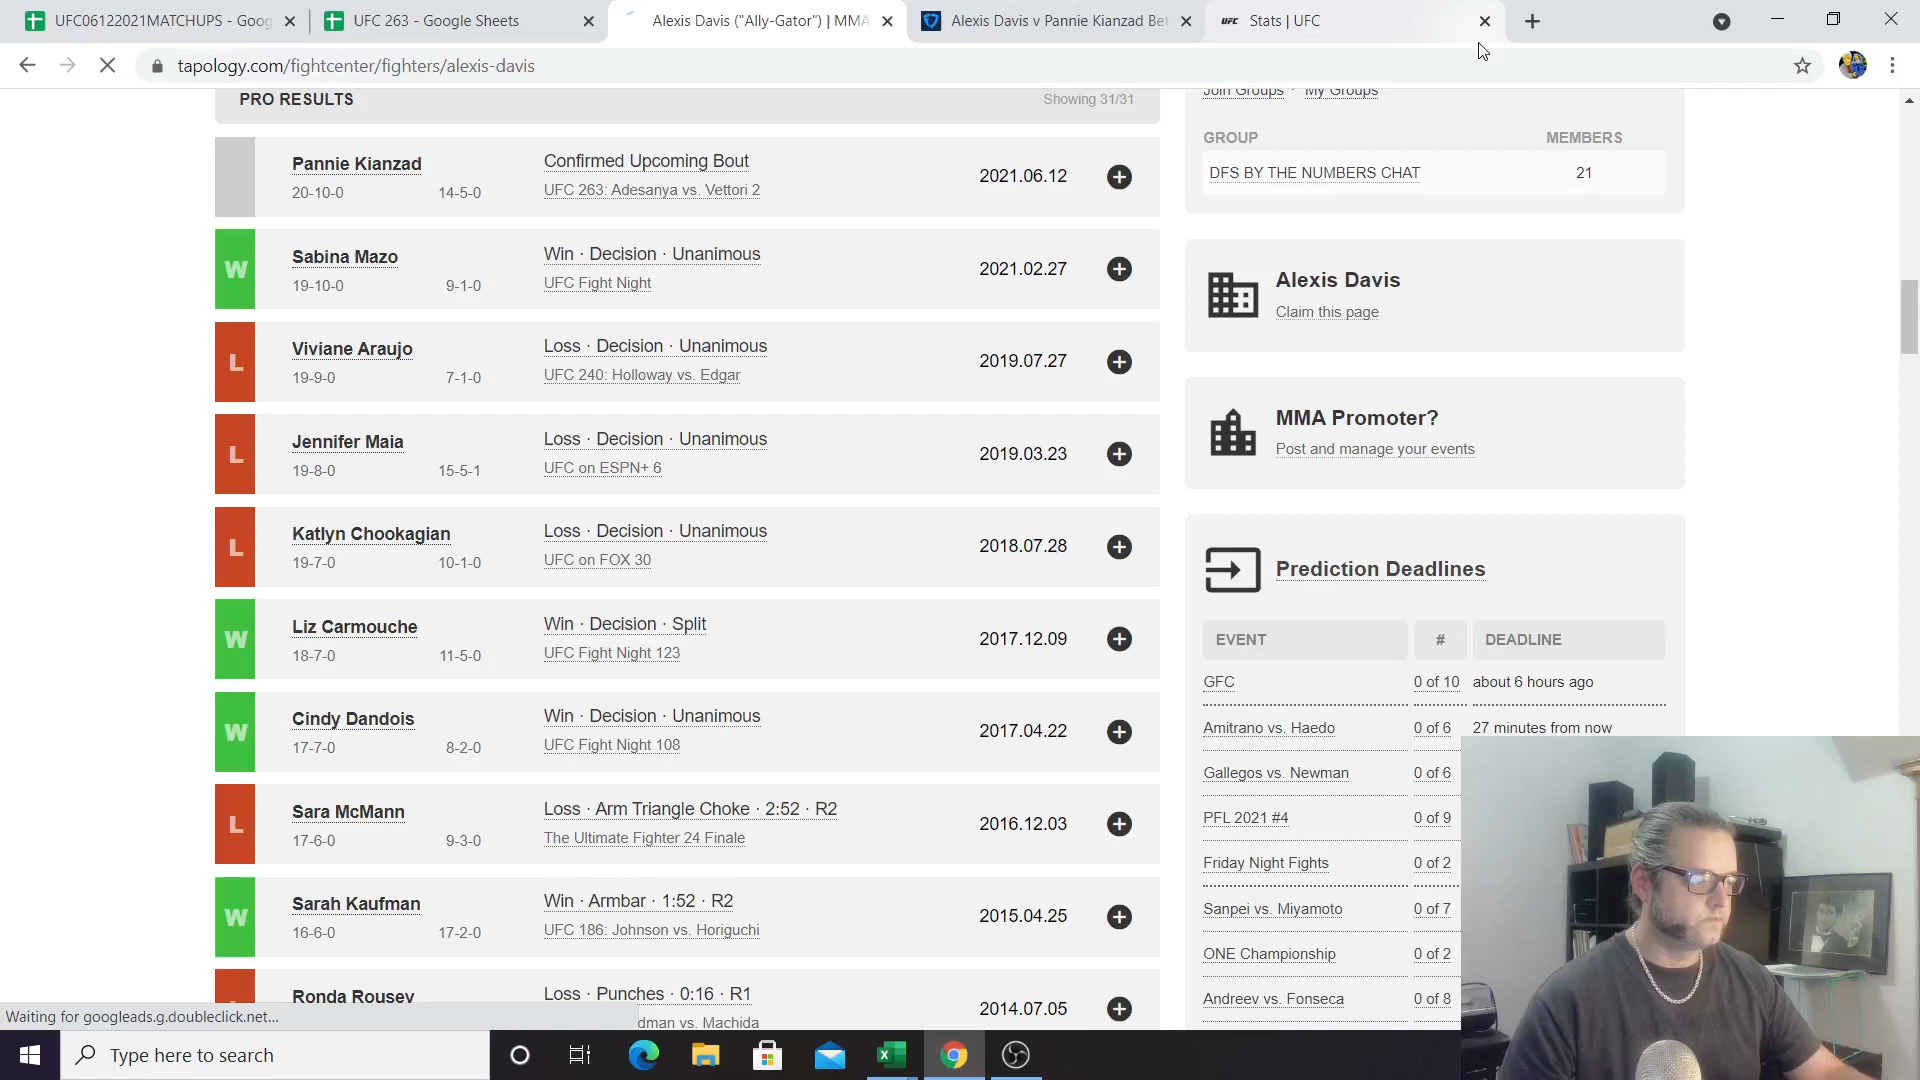 UFC06122021MATCHUPS - Goog
UFC 263 - Google Sheets
Alexis Davis ("Ally-Gator") | MMA
Alexis Davis v Pannie Kianzad Bet
UFC Stats | UFC
tapology.com/fightcenter/fighters/alexis-davis
PRO RESULTS
Showing 31/31
Pannie Kianzad
20-10-0 14-5-0
Confirmed Upcoming Bout
UFC 263: Adesanya vs. Vettori 2
2021.06.12
W
Sabina Mazo
19-10-0 9-1-0
Win · Decision · Unanimous
UFC Fight Night
2021.02.27
L
Viviane Araujo
19-9-0 7-1-0
Loss · Decision · Unanimous
UFC 240: Holloway vs. Edgar
2019.07.27
L
Jennifer Maia
19-8-0 15-5-1
Loss · Decision · Unanimous
UFC on ESPN+ 6
2019.03.23
L
Katlyn Chookagian
19-7-0 10-1-0
Loss · Decision · Unanimous
UFC on FOX 30
2018.07.28
W
Liz Carmouche
18-7-0 11-5-0
Win · Decision · Split
UFC Fight Night 123
2017.12.09
W
Cindy Dandois
17-7-0 8-2-0
Win · Decision · Unanimous
UFC Fight Night 108
2017.04.22
L
Sara McMann
17-6-0 9-3-0
Loss · Arm Triangle Choke · 2:52 · R2
The Ultimate Fighter 24 Finale
2016.12.03
W
Sarah Kaufman
16-6-0 17-2-0
Win · Armbar · 1:52 · R2
UFC 186: Johnson vs. Horiguchi
2015.04.25
L
Ronda Rousey
Loss · Punches · 0:16 · R1
dman vs. Machida
2014.07.05
Join Groups · My Groups
GROUP MEMBERS
DFS BY THE NUMBERS CHAT 21
Alexis Davis
Claim this page
MMA Promoter?
Post and manage your events
Prediction Deadlines
EVENT # DEADLINE
GFC 0 of 10 about 6 hours ago
Amitrano vs. Haedo 0 of 6 27 minutes from now
Gallegos vs. Newman 0 of 6
PFL 2021 #4 0 of 9
Friday Night Fights 0 of 2
Sanpei vs. Miyamoto 0 of 7
ONE Championship 0 of 2
Andreev vs. Fonseca 0 of 8
Waiting for googleads.g.doubleclick.net...
Type here to search